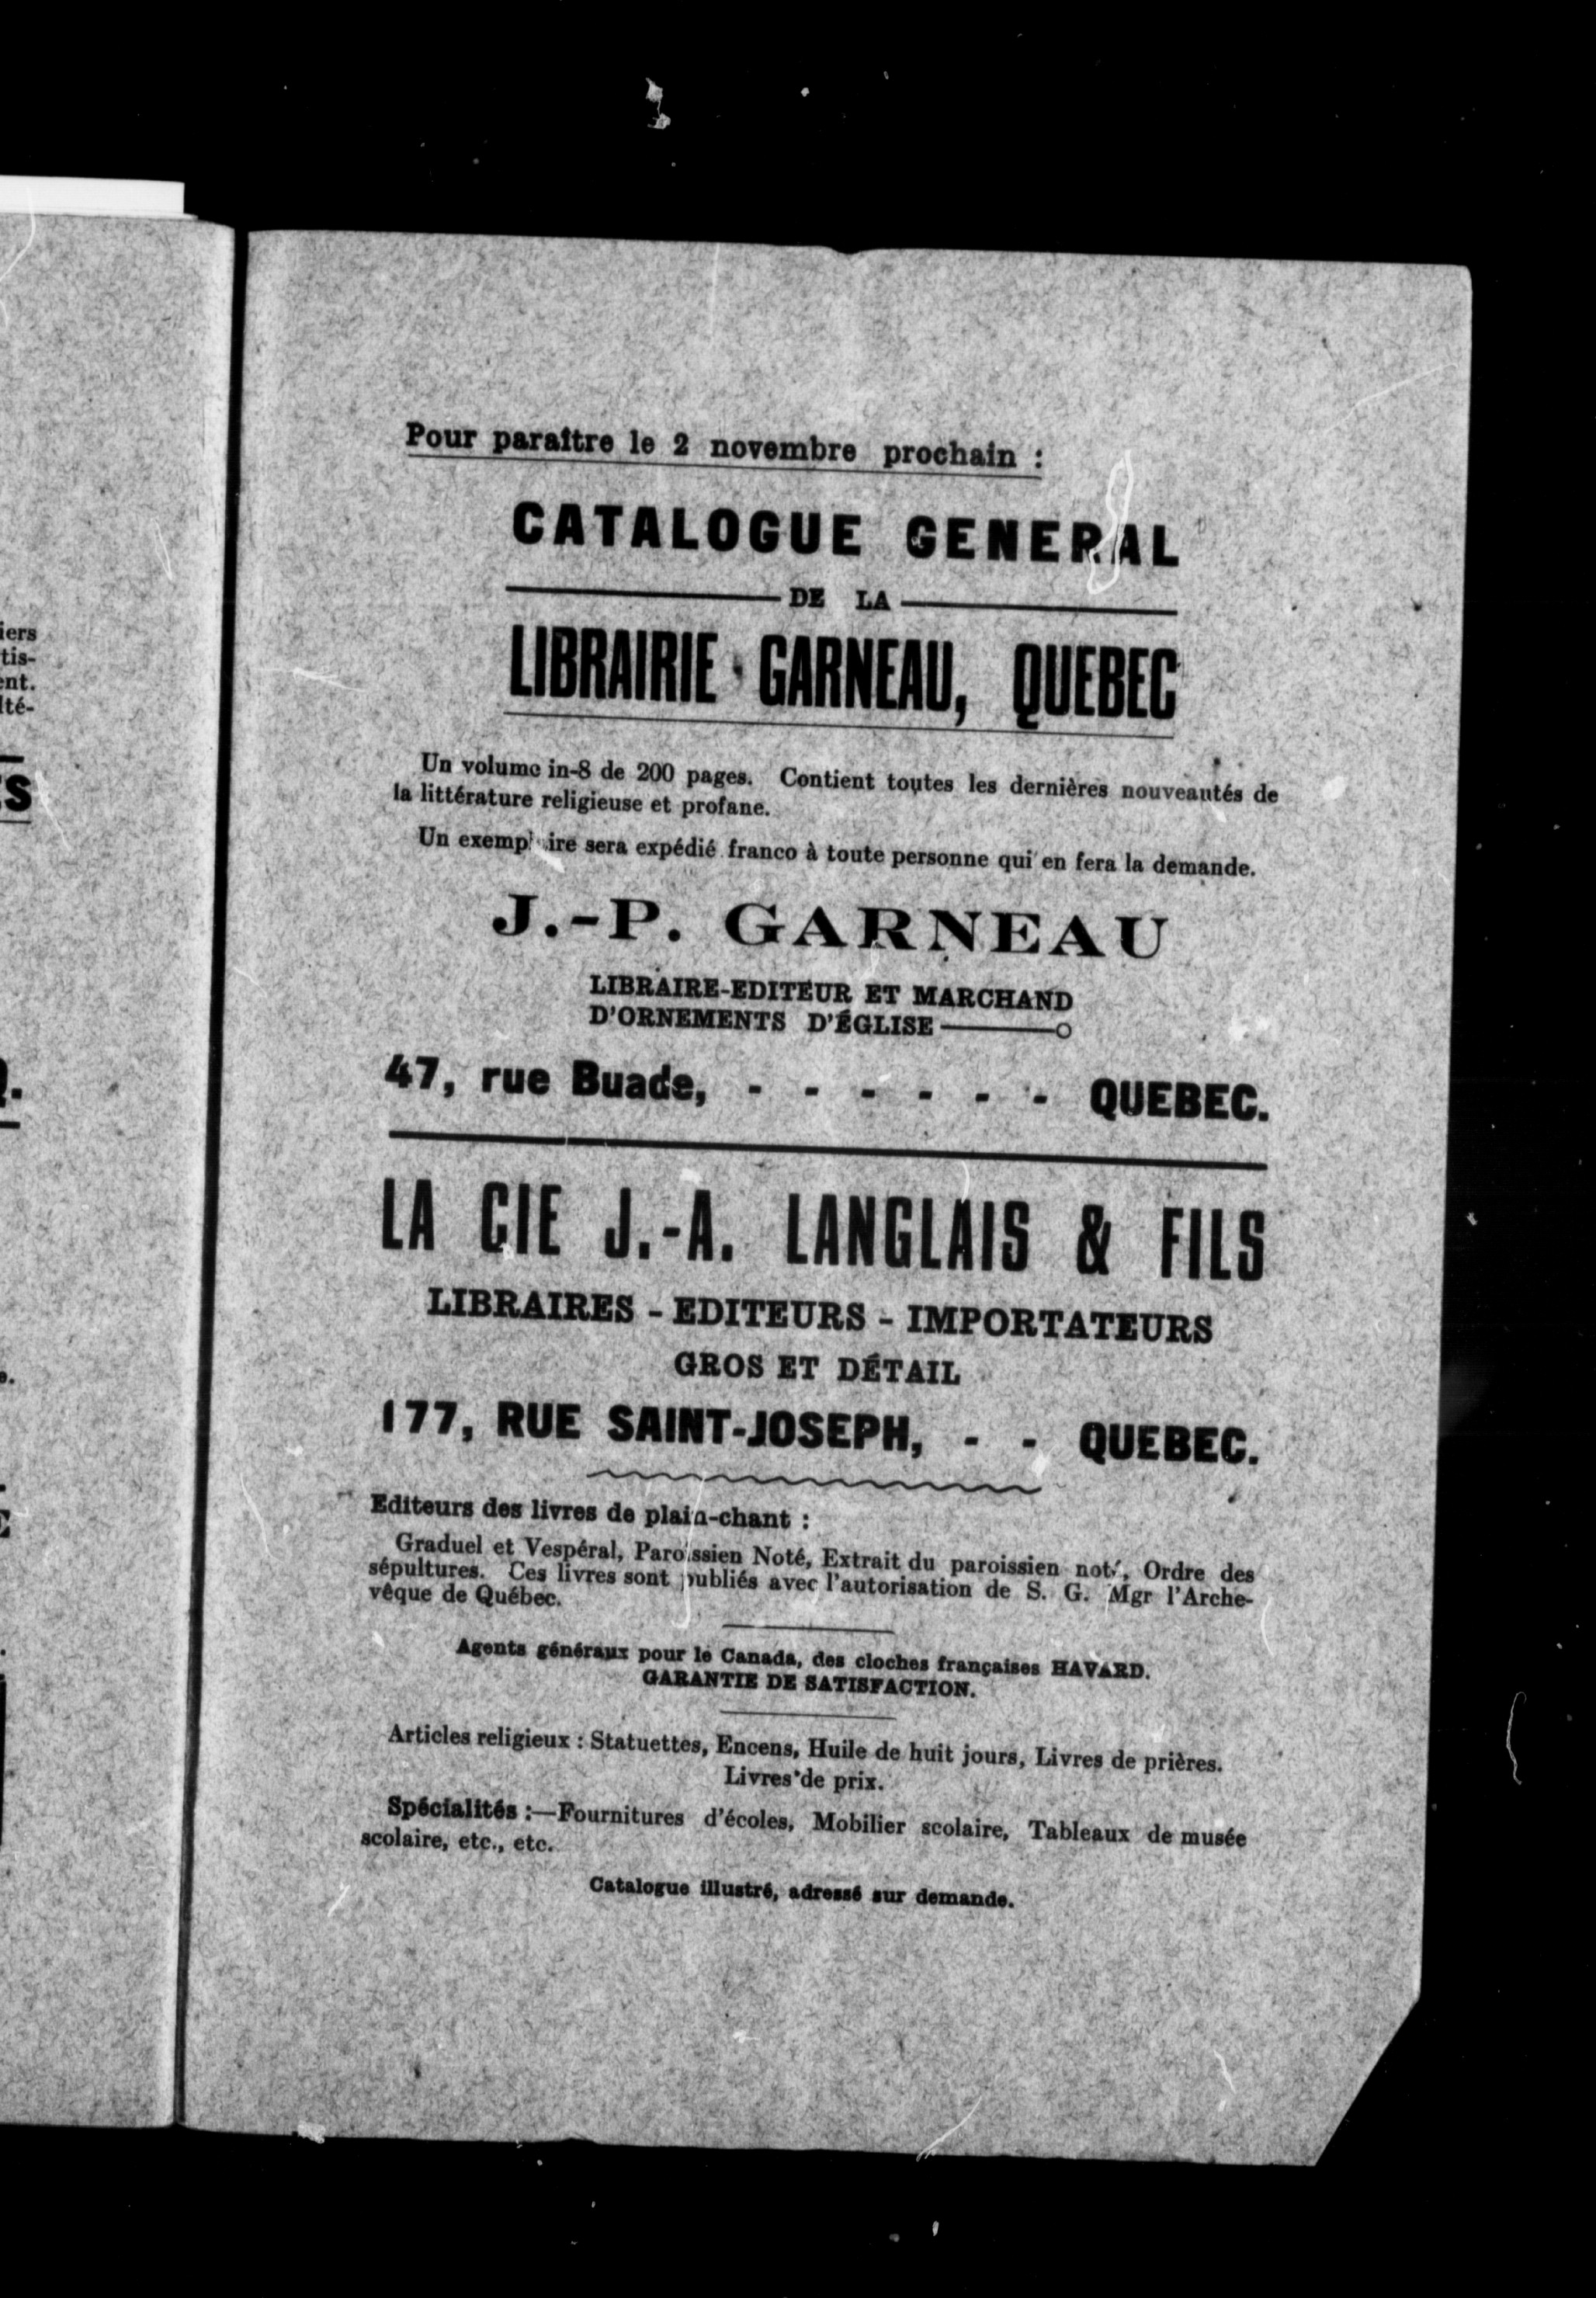 iers
tis-
ent.
lté-
Pour paraître le 2 novembre prochain :
CATALOGUE GENERAL
DE LA
LIBRAIRIE GARNEAU, QUEBEC
Un volume in-8 de 200 pages. Contient toutes les dernières nouveautés de
la littérature religieuse et profane.
Un exemplaire sera expédié franco à toute personne qui en fera la demande.
J.-P. GARNEAU
LIBRAIRE-EDITEUR ET MARCHAND
D'ORNEMENTS D'ÉGLISE
47, rue Buade, - - - - - - QUEBEC.
LA CIE J.-A. LANGLAIS & FILS
LIBRAIRES - EDITEURS - IMPORTATEURS
GROS ET DÉTAIL
177, RUE SAINT-JOSEPH, - - QUEBEC.
Editeurs des livres de plain-chant :
Graduel et Vespéral, Paroissien Noté, Extrait du paroissien noté, Ordre des
sépultures. Ces livres sont publiés avec l'autorisation de S. G. Mgr l'Arche-
vêque de Québec.
Agents généraux pour le Canada, des cloches françaises HAVARD.
GARANTIE DE SATISFACTION.
Articles religieux : Statuettes, Encens, Huile de huit jours, Livres de prières.
Livres de prix.
Spécialités :—Fournitures d'écoles, Mobilier scolaire, Tableaux de musée
scolaire, etc., etc.
Catalogue illustré, adressé sur demande.